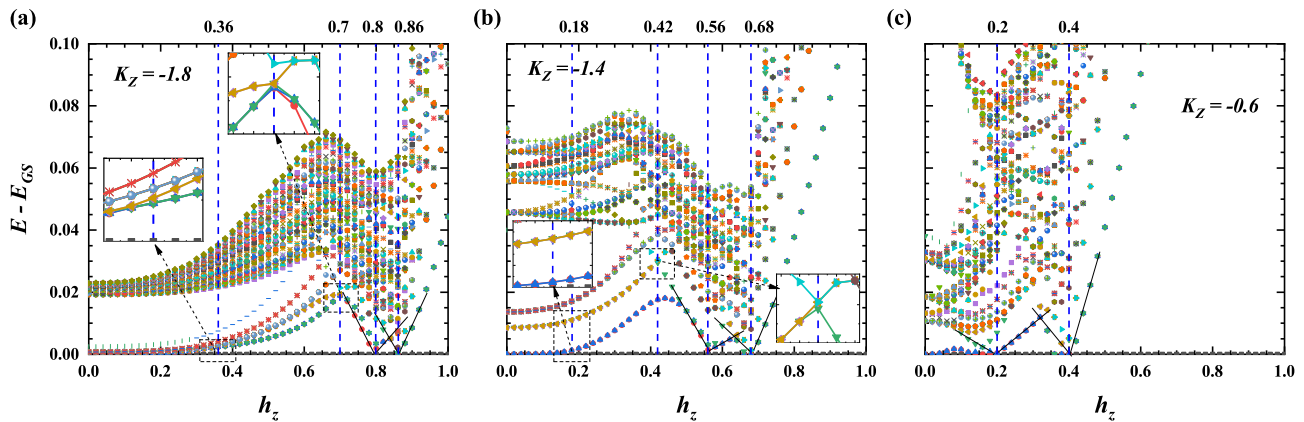 (a) 0.36 0.7 0.8 0.86 (b) 0.18 0.42 0.56 0.68 (c) 0.2 0.4
K_Z = -1.8 K_Z = -1.4 K_Z = -0.6
E - E_GS
0.10
0.08
0.06
0.04
0.02
0.00
0.0 0.2 0.4 0.6 0.8 1.0 0.0 0.2 0.4 0.6 0.8 1.0 0.0 0.2 0.4 0.6 0.8 1.0
h_z h_z h_z